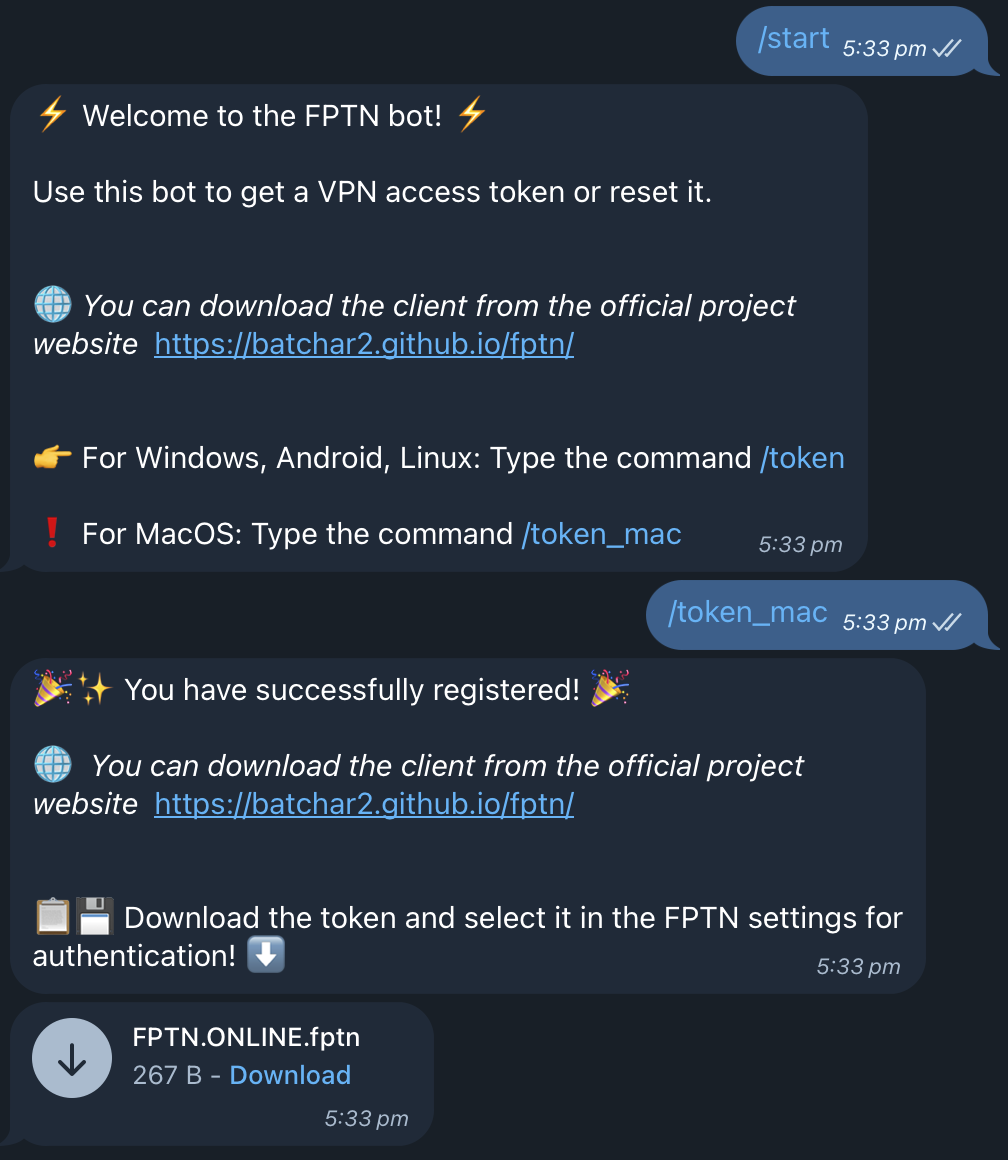 /start 5:33 pm
⚡ Welcome to the FPTN bot! ⚡
Use this bot to get a VPN access token or reset it.
🌐 You can download the client from the official project
website https://batchar2.github.io/fptn/
👉 For Windows, Android, Linux: Type the command /token
❗ For MacOS: Type the command /token_mac
5:33 pm
/token_mac 5:33 pm
🎉✨ You have successfully registered! 🎉
🌐 You can download the client from the official project
website https://batchar2.github.io/fptn/
📋💾 Download the token and select it in the FPTN settings for
authentication! ⬇️
5:33 pm
FPTN.ONLINE.fptn
267 B - Download
5:33 pm